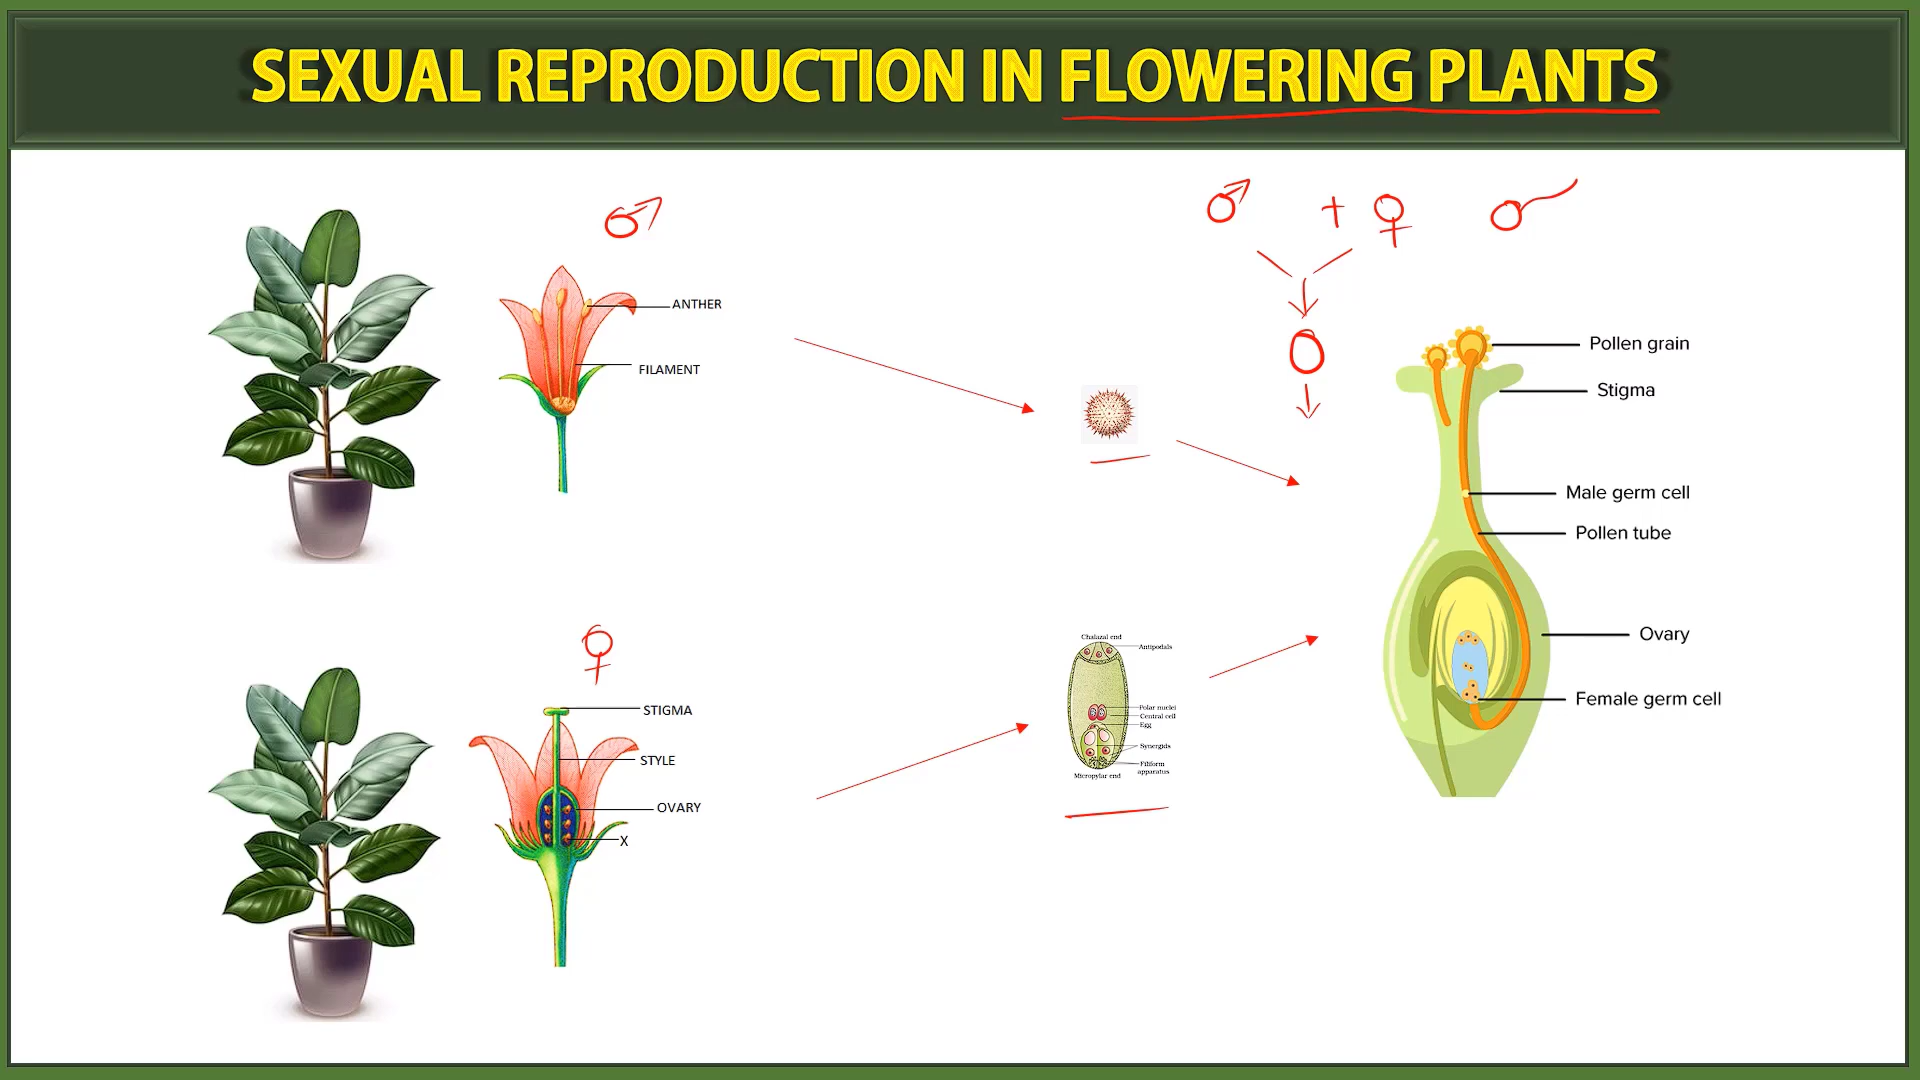 SEXUAL REPRODUCTION IN FLOWERING PLANTS
♂
♂ + ♀
ANTHER
FILAMENT
Pollen grain
Stigma
Male germ cell
Pollen tube
Ovary
Female germ cell
♀
STIGMA
STYLE
OVARY
X
Chalazal end
Antipodals
Polar nuclei
Central cell
Egg
Synergids
Filiform
apparatus
Micropylar end